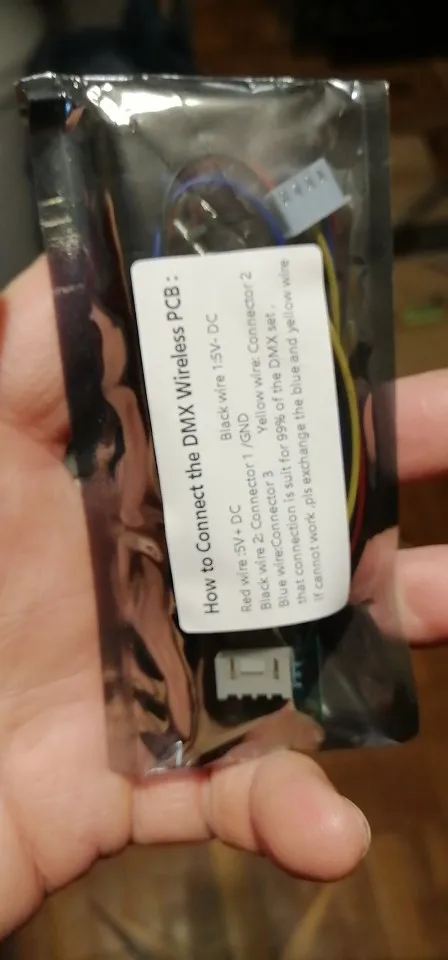 How to Connect the DMX Wireless PCB :
Red wire :5V+ DC Black wire 1:5V- DC
Black wire 2: Connector 1 /GND Yellow wire: Connector 2
Blue wire:Connector 3
that connection is suit for 99% of the DMX set ,
if cannot work ,pls exchange the blue and yellow wire